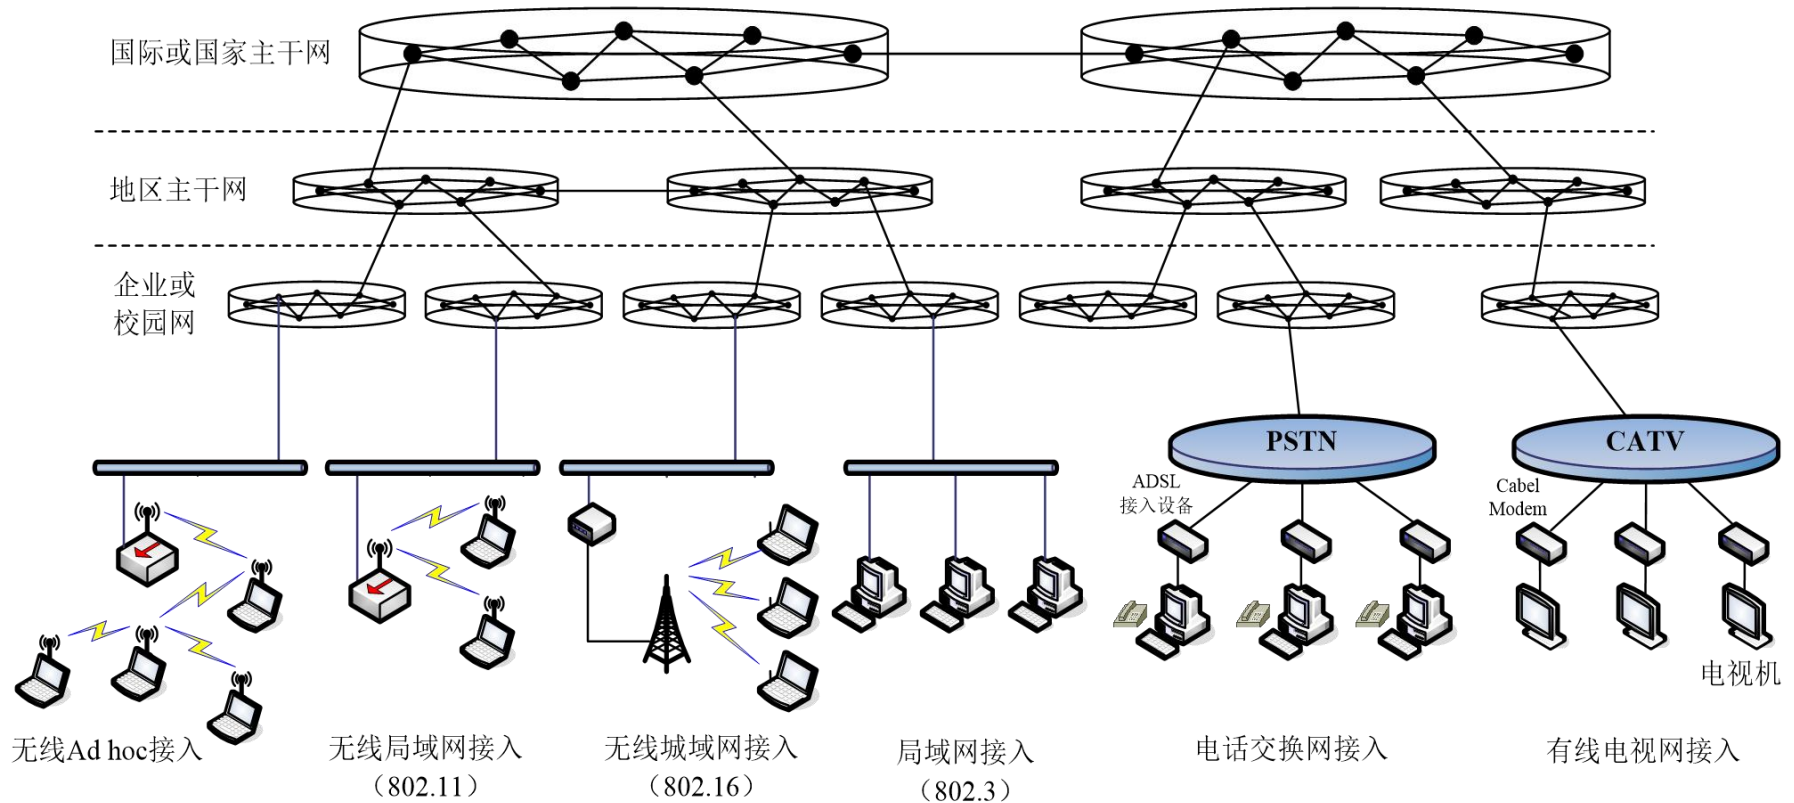 国际或国家主干网
地区主干网
企业或
校园网
PSTN
CATV
ADSL
接入设备
Cabel
Modem
电视机
无线Ad hoc接入
无线局域网接入
（802.11）
无线城域网接入
（802.16）
局域网接入
（802.3）
电话交换网接入
有线电视网接入